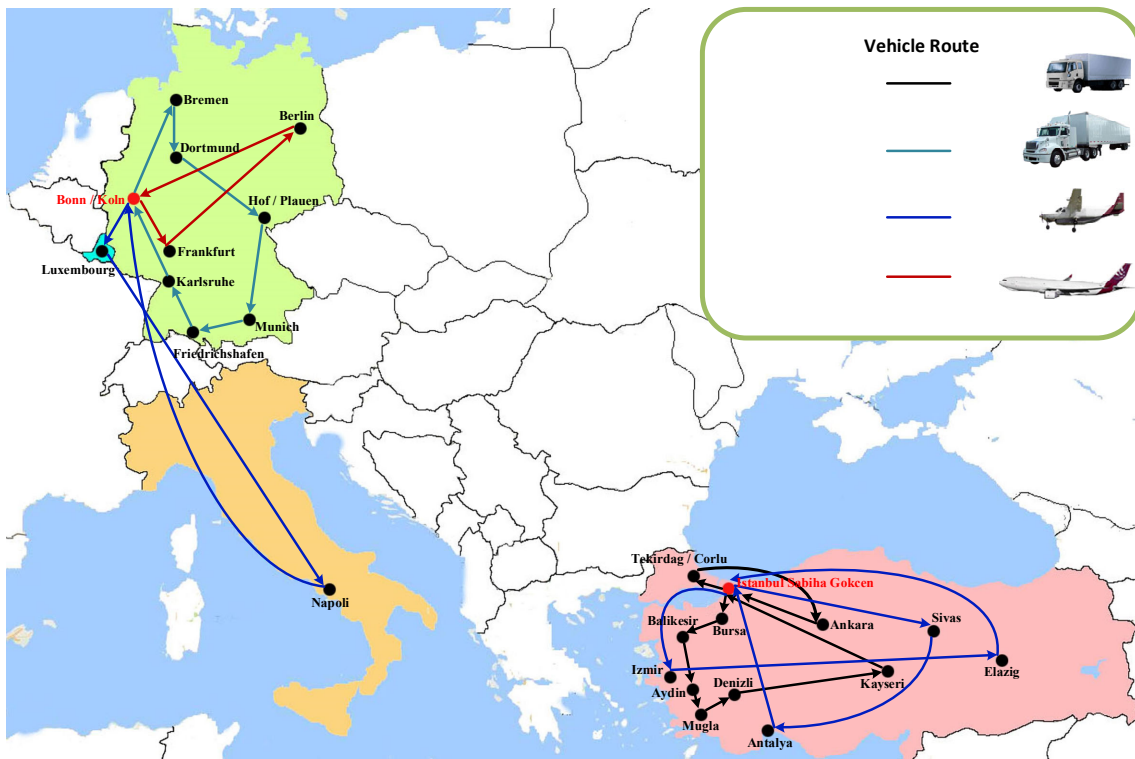 Vehicle Route
Bremen
Berlin
Dortmund
Bonn / Koln
Hof / Plauen
Frankfurt
Luxembourg
Karlsruhe
Munich
Friedrichshafen
Napoli
Tekirdag / Corlu
Istanbul Sabiha Gokcen
Balikesir
Bursa
Ankara
Sivas
Izmir
Aydin
Denizli
Kayseri
Elazig
Mugla
Antalya